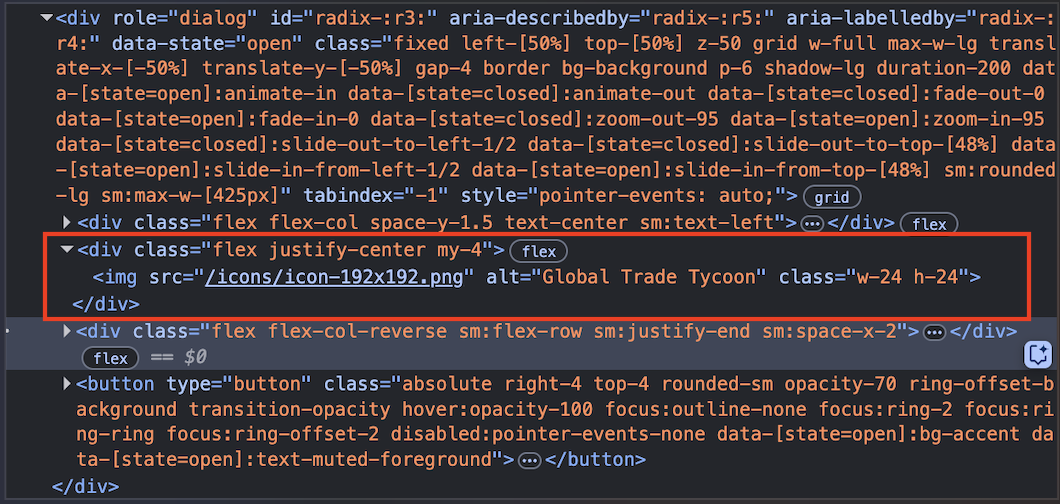 <div role="dialog" id="radix-:r3:" aria-describedby="radix-:r5:" aria-labelledby="radix-:
r4:" data-state="open" class="fixed left-[50%] top-[50%] z-50 grid w-full max-w-lg transl
ate-x-[-50%] translate-y-[-50%] gap-4 border bg-background p-6 shadow-lg duration-200 dat
a-[state=open]:animate-in data-[state=closed]:animate-out data-[state=closed]:fade-out-0
data-[state=open]:fade-in-0 data-[state=closed]:zoom-out-95 data-[state=open]:zoom-in-95
data-[state=closed]:slide-out-to-left-1/2 data-[state=closed]:slide-out-to-top-[48%] data
-[state=open]:slide-in-from-left-1/2 data-[state=open]:slide-in-from-top-[48%] sm:rounded
-lg sm:max-w-[425px]" tabindex="-1" style="pointer-events: auto;"> grid
<div class="flex flex-col space-y-1.5 text-center sm:text-left">…</div> flex
<div class="flex justify-center my-4"> flex
<img src="/icons/icon-192x192.png" alt="Global Trade Tycoon" class="w-24 h-24">
</div>
<div class="flex flex-col-reverse sm:flex-row sm:justify-end sm:space-x-2">…</div>
flex == $0
<button type="button" class="absolute right-4 top-4 rounded-sm opacity-70 ring-offset-b
ackground transition-opacity hover:opacity-100 focus:outline-none focus:ring-2 focus:ri
ng-ring focus:ring-offset-2 disabled:pointer-events-none data-[state=open]:bg-accent da
ta-[state=open]:text-muted-foreground">…</button>
</div>